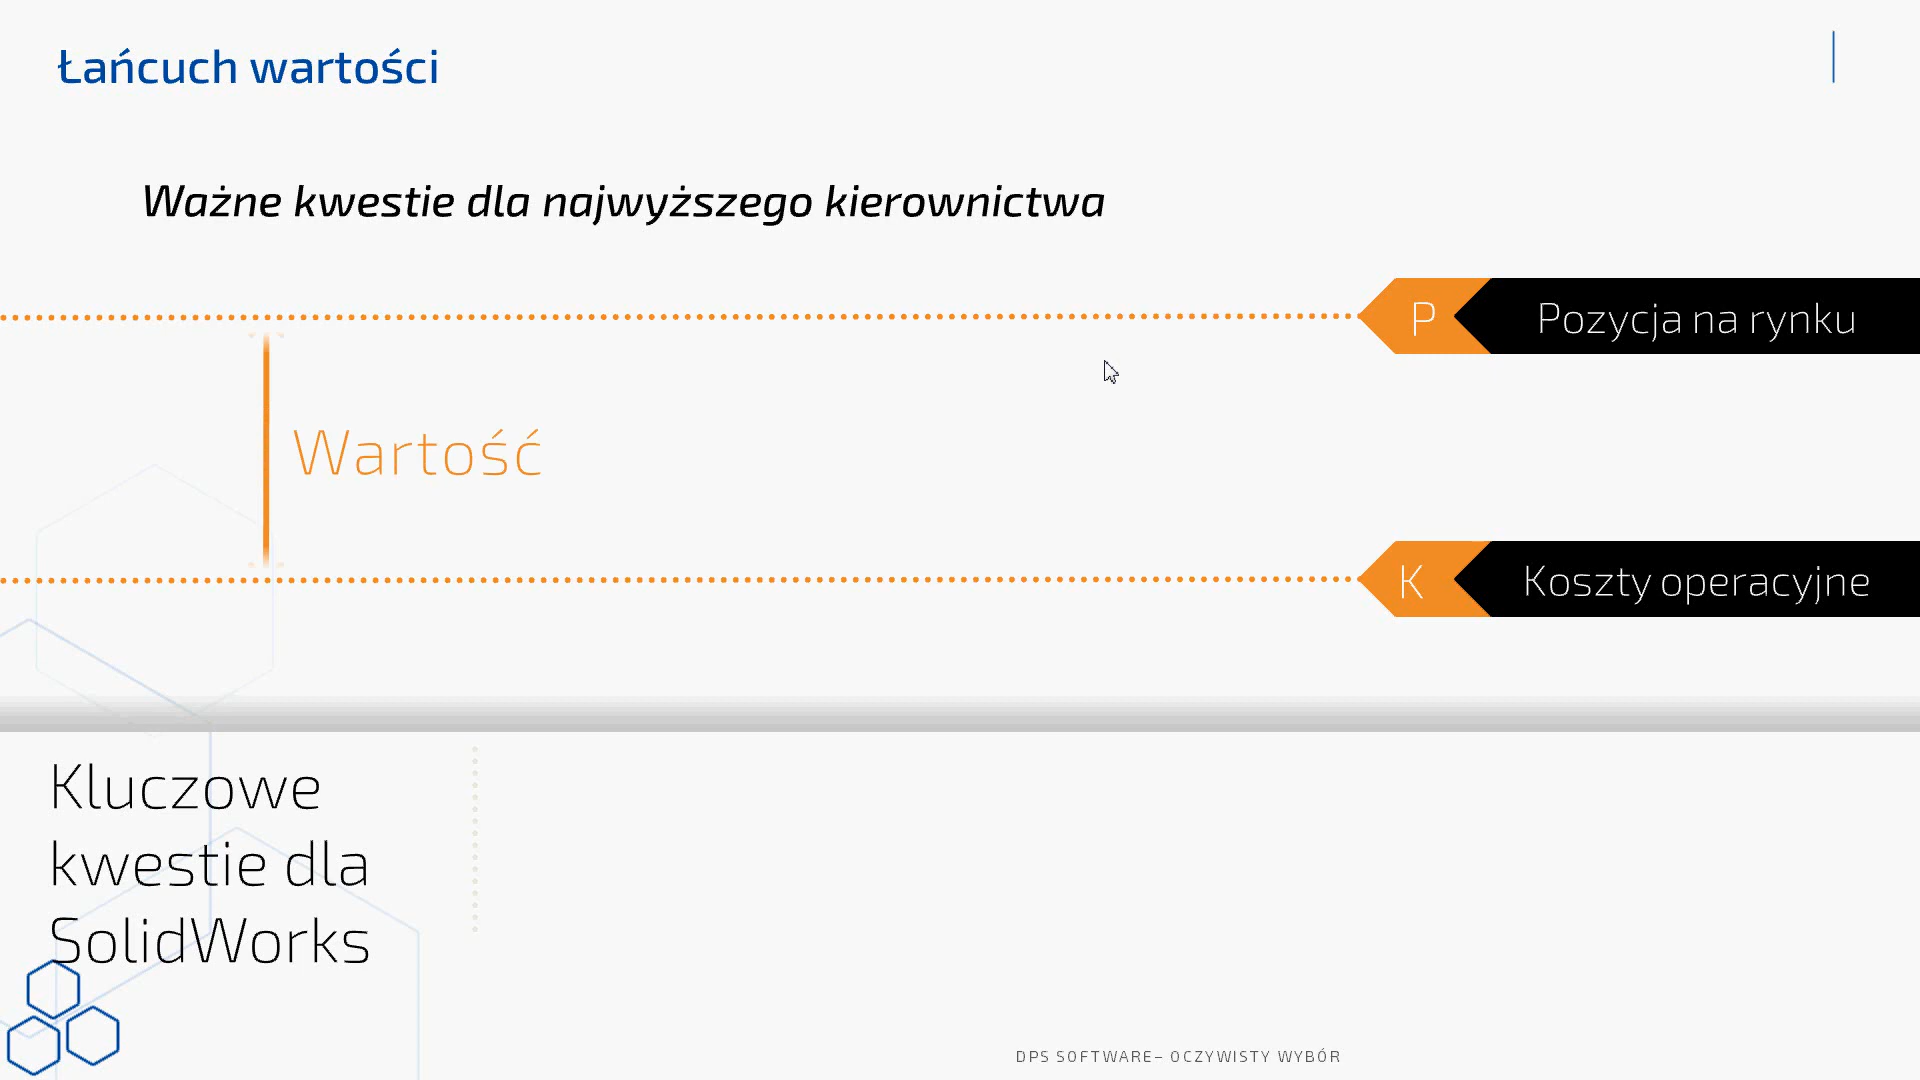 Łańcuch wartości
Ważne kwestie dla najwyższego kierownictwa
P Pozycja na rynku
Wartość
K Koszty operacyjne
Kluczowe
kwestie dla
SolidWorks
DPS SOFTWARE– OCZYWISTY WYBÓR